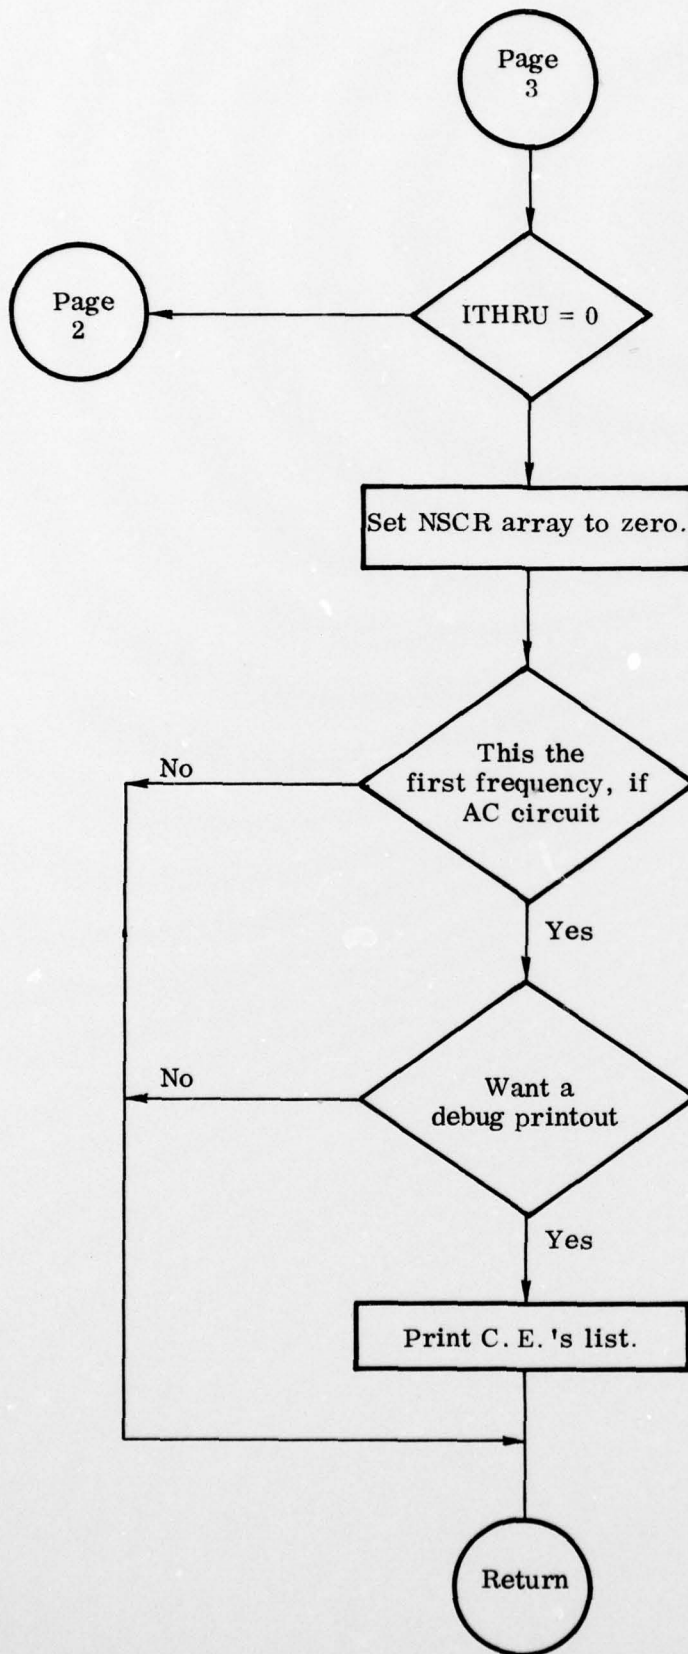 Page
3
Page
2
ITHRU = 0
Set NSCR array to zero.
This the
first frequency, if
AC circuit
No
Yes
Want a
debug printout
No
Yes
Print C.E.'s list.
Return